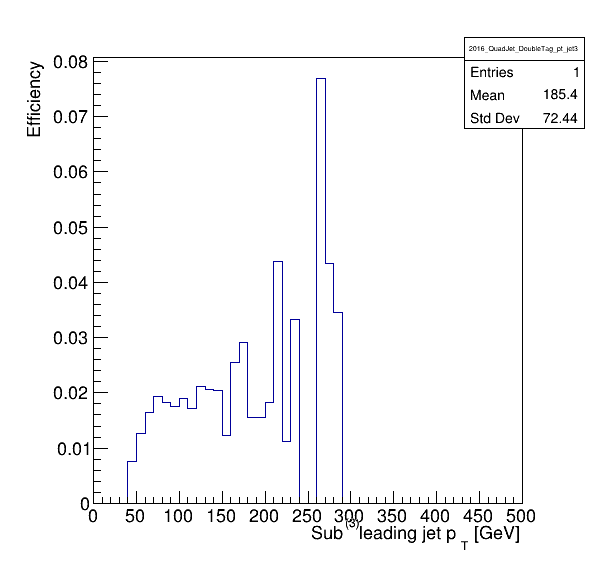 2016_QuadJet_DoubleTag_pt_jet3
Entries 1
Mean 185.4
Std Dev 72.44
Efficiency
0.08
0.07
0.06
0.05
0.04
0.03
0.02
0.01
0
0 50 100 150 200 250 300 350 400 450 500
Sub(3)leading jet pT [GeV]